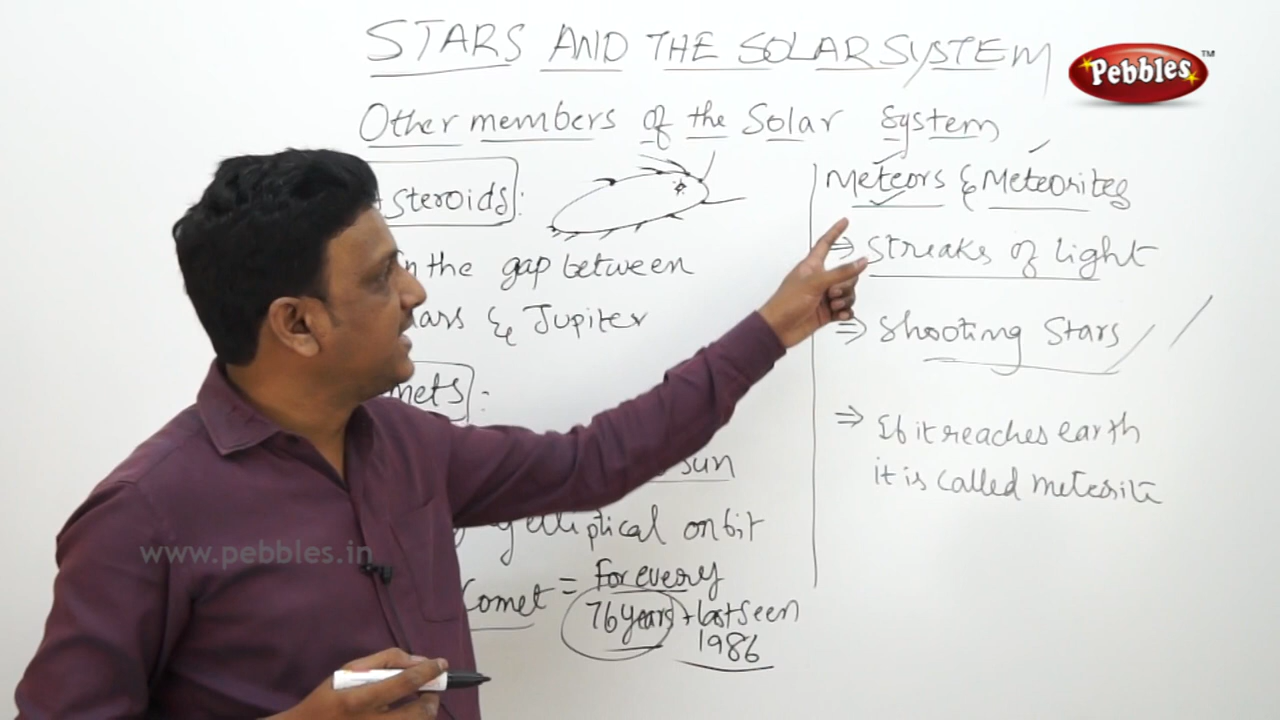 STARS AND THE SOLAR SYSTEM
Pebbles TM
Other members of the Solar System
steroids:
n the gap between
ars & Jupiter
mets:
sun
elliptical orbit
Comet = for every
76 years + last seen
1986
Meteors & Meteorites
⇒ Streaks of light
⇒ Shooting Stars
⇒ If it reaches earth
it is called meteorite
www.pebbles.in